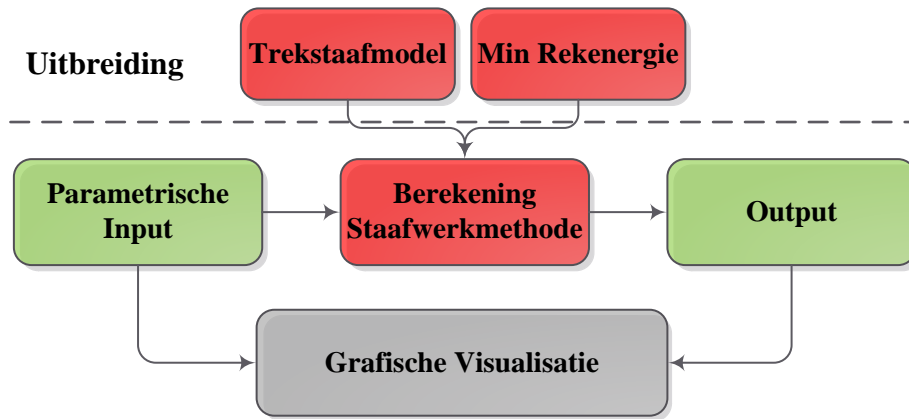 Uitbreiding
Trekstaafmodel
Min Rekenergie
Parametrische
Input
Berekening
Staafwerkmethode
Output
Grafische Visualisatie